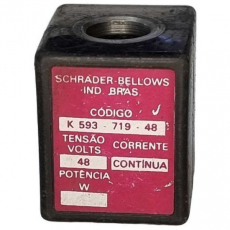 SCHRADER-BELLOWS
IND. BRAS.
CÓDIGO
K 593 - 719 - 48
TENSÃO
VOLTS CORRENTE
48 CONTÍNUA
POTÊNCIA
W